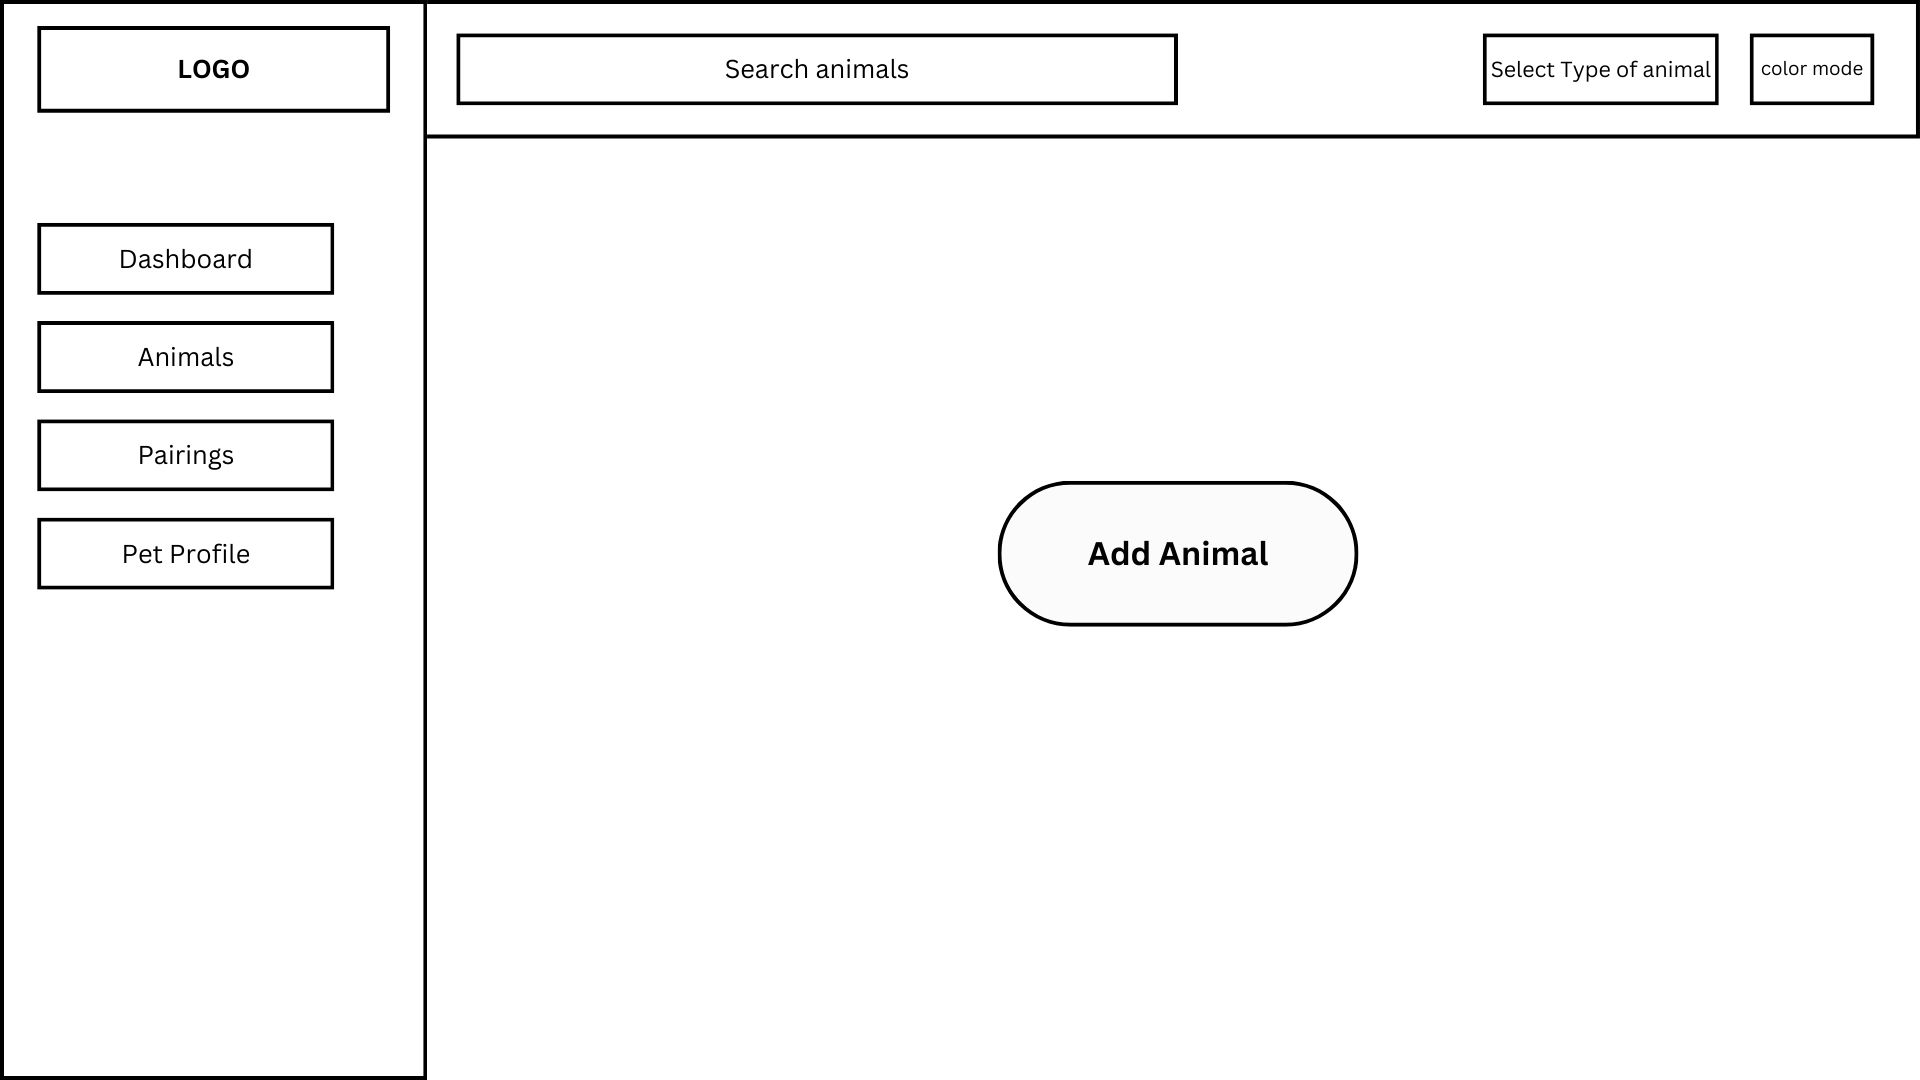 LOGO
Search animals
Select Type of animal
color mode
Dashboard
Animals
Pairings
Pet Profile
Add Animal